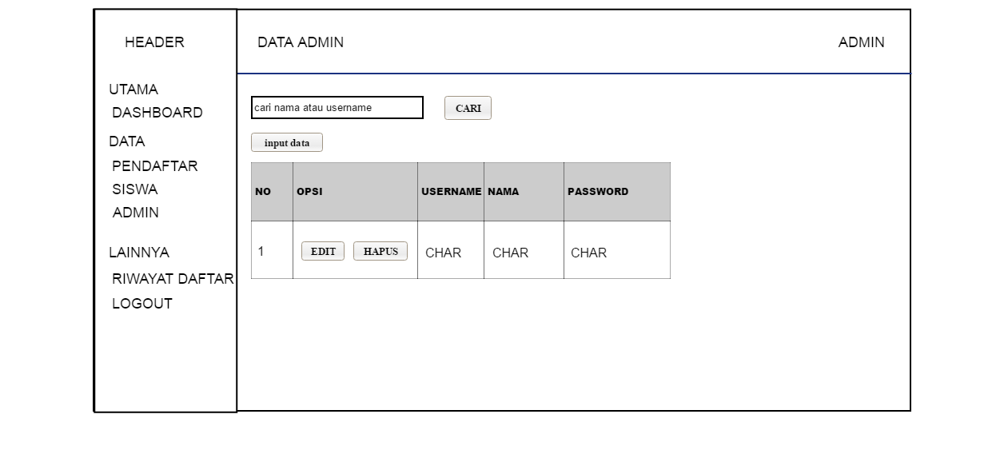 HEADER
DATA ADMIN
ADMIN
UTAMA
DASHBOARD
DATA
PENDAFTAR
SISWA
ADMIN
LAINNYA
RIWAYAT DAFTAR
LOGOUT
cari nama atau username
CARI
input data
NO OPSI USERNAME NAMA PASSWORD
1 EDIT HAPUS CHAR CHAR CHAR